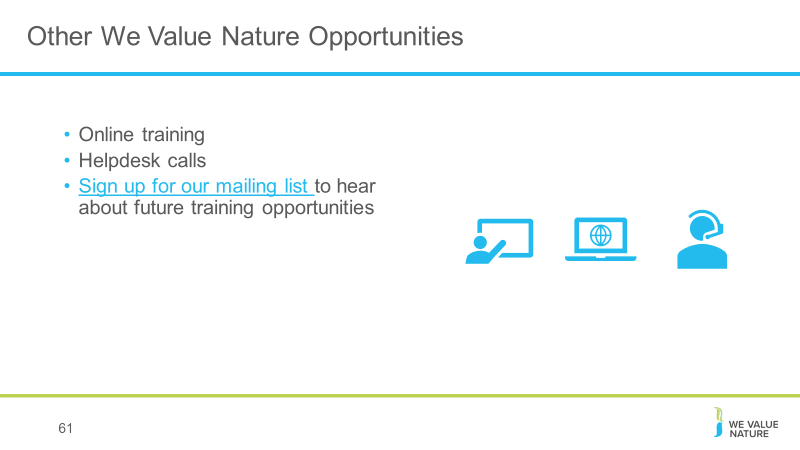 Other We Value Nature Opportunities
• Online training
• Helpdesk calls
• Sign up for our mailing list to hear
about future training opportunities
61
WE VALUE
NATURE